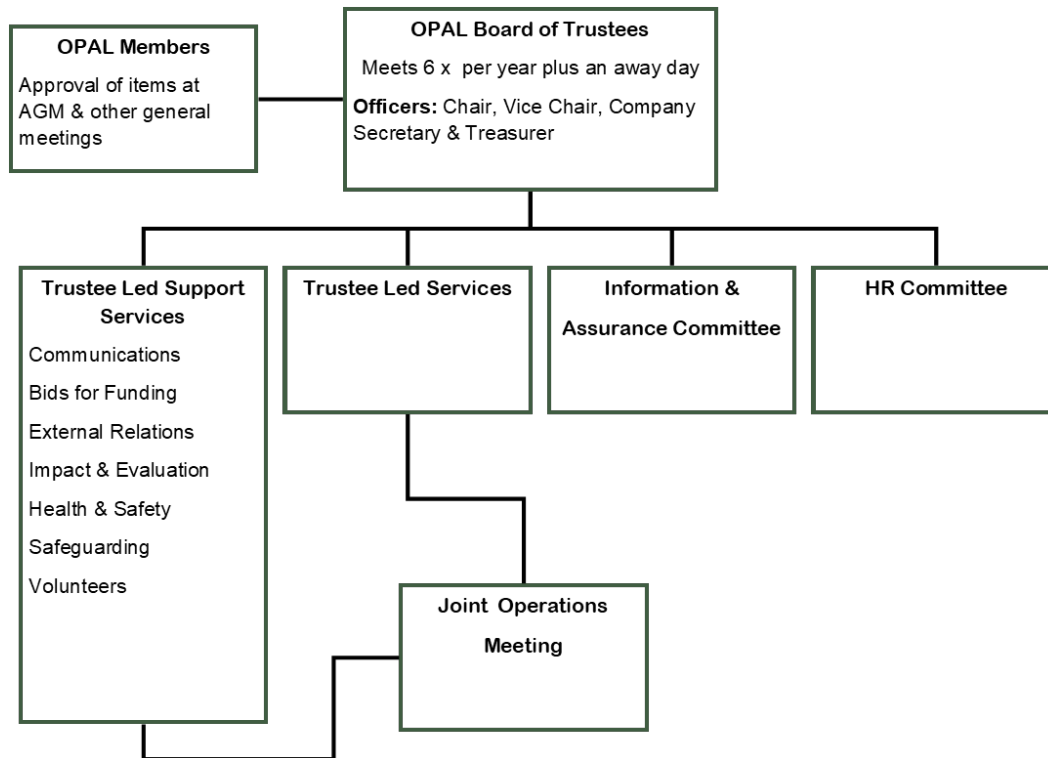 OPAL Members
Approval of items at
AGM & other general
meetings
OPAL Board of Trustees
Meets 6 x per year plus an away day
Officers: Chair, Vice Chair, Company
Secretary & Treasurer
Trustee Led Support
Services
Communications
Bids for Funding
External Relations
Impact & Evaluation
Health & Safety
Safeguarding
Volunteers
Trustee Led Services
Information &
Assurance Committee
HR Committee
Joint Operations
Meeting